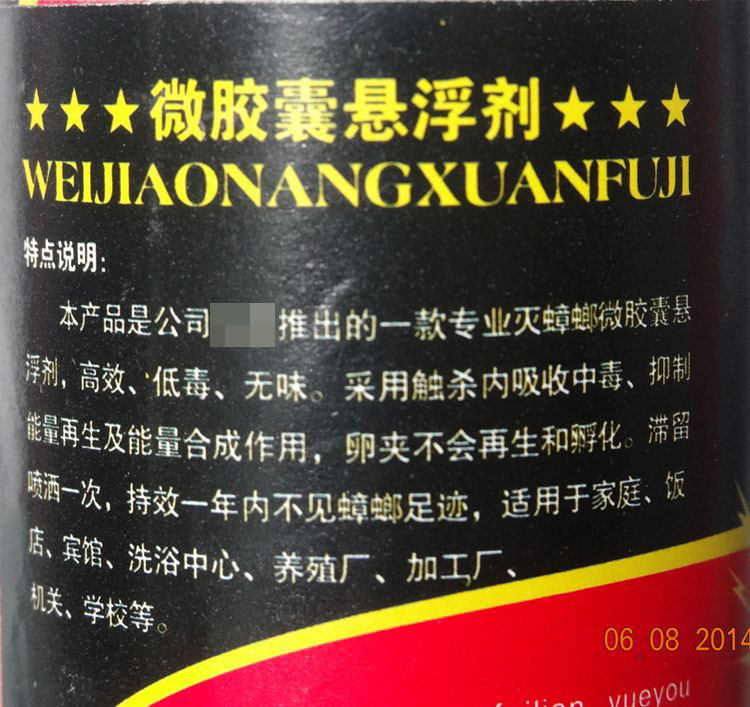 ★★★微胶囊悬浮剂★★★
WEIJIAONANGXUANFUJI
特点说明:
本产品是公司 推出的一款专业灭蟑螂微胶囊悬
浮剂，高效、低毒、无味。采用触杀内吸收中毒、抑制
能量再生及能量合成作用，卵夹不会再生和孵化。滞留
喷洒一次，持效一年内不见蟑螂足迹，适用于家庭、饭
店、宾馆、洗浴中心、养殖厂、加工厂、
机关、学校等。
06 08 2014
yueyou